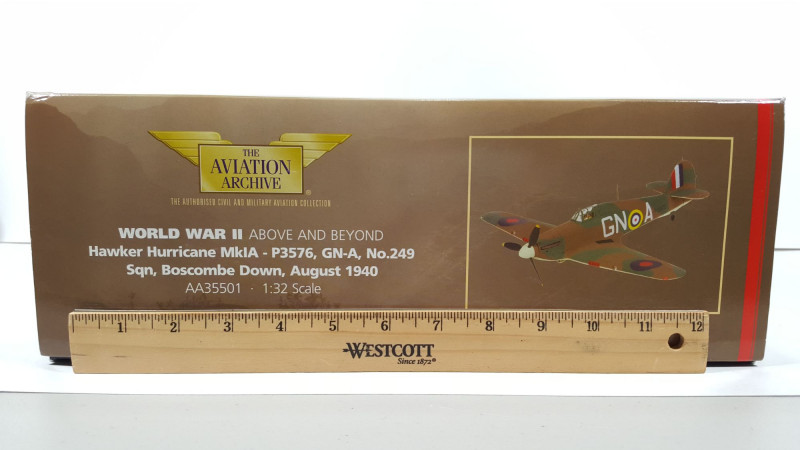 THE
AVIATION
ARCHIVE
®
THE AUTHORISED CIVIL AND MILITARY AVIATION COLLECTION
WORLD WAR II ABOVE AND BEYOND
Hawker Hurricane MkIA - P3576, GN-A, No.249
Sqn, Boscombe Down, August 1940
AA35501 · 1:32 Scale
GN A
1 2 3 4 5 6 7 8 9 10 11 12
WESTCOTT
Since 1872®